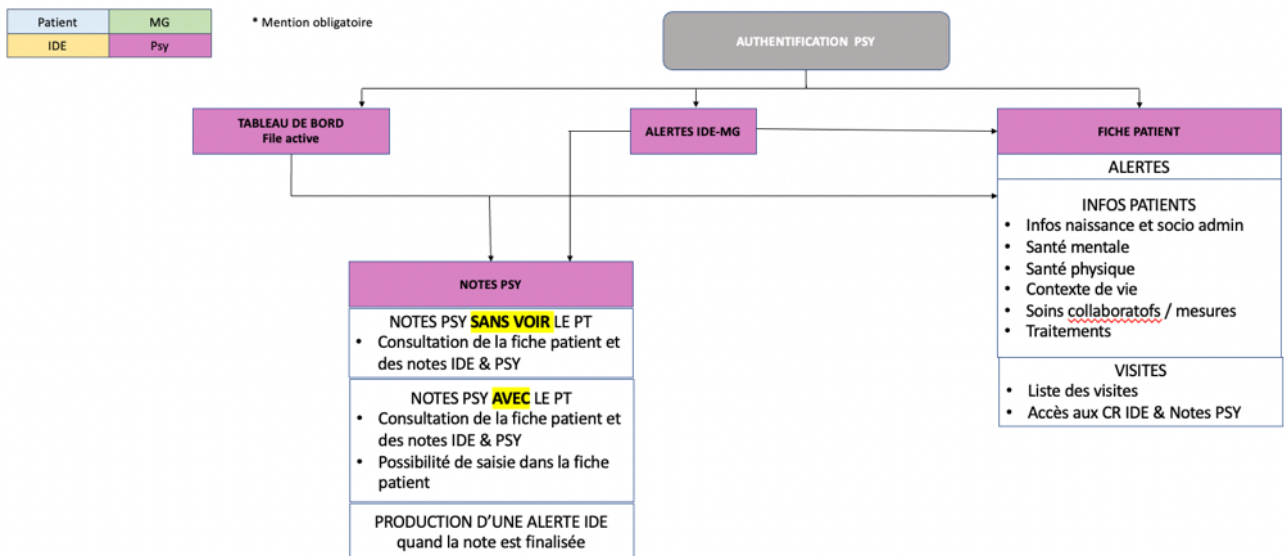 Patient
MG
IDE
Psy
* Mention obligatoire
AUTHENTIFICATION PSY
TABLEAU DE BORD
File active
ALERTES IDE-MG
FICHE PATIENT
ALERTES
INFOS PATIENTS
• Infos naissance et socio admin
• Santé mentale
• Santé physique
• Contexte de vie
• Soins collaboratofs / mesures
• Traitements
VISITES
• Liste des visites
• Accès aux CR IDE & Notes PSY
NOTES PSY
NOTES PSY SANS VOIR LE PT
• Consultation de la fiche patient et
des notes IDE & PSY
NOTES PSY AVEC LE PT
• Consultation de la fiche patient et
des notes IDE & PSY
• Possibilité de saisie dans la fiche
patient
PRODUCTION D'UNE ALERTE IDE
quand la note est finalisée